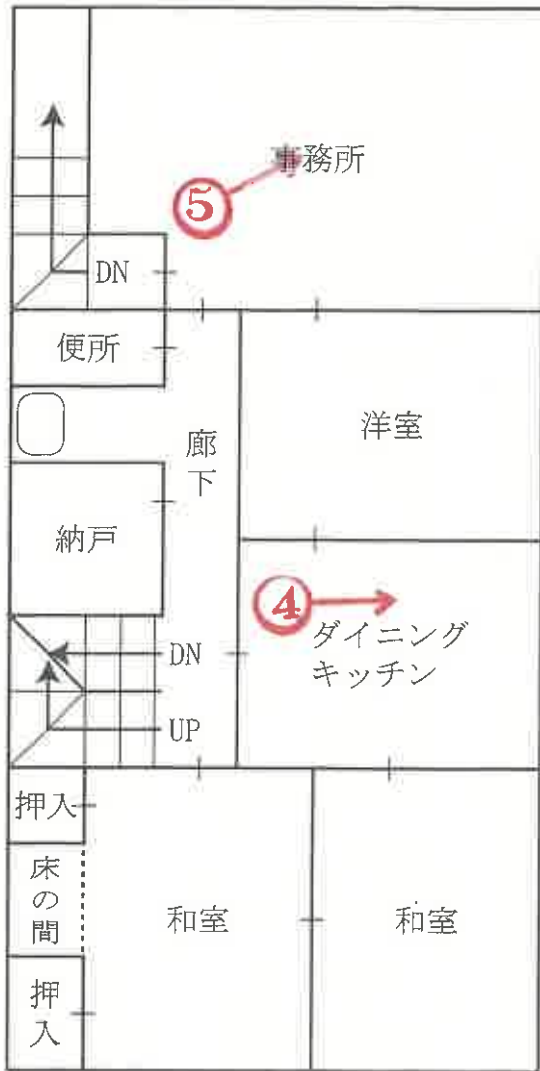 事務所
⑤
DN
便所
洋室
廊下
納戸
④
ダイニング
キッチン
DN
UP
押入
床の間
和室
和室
押入